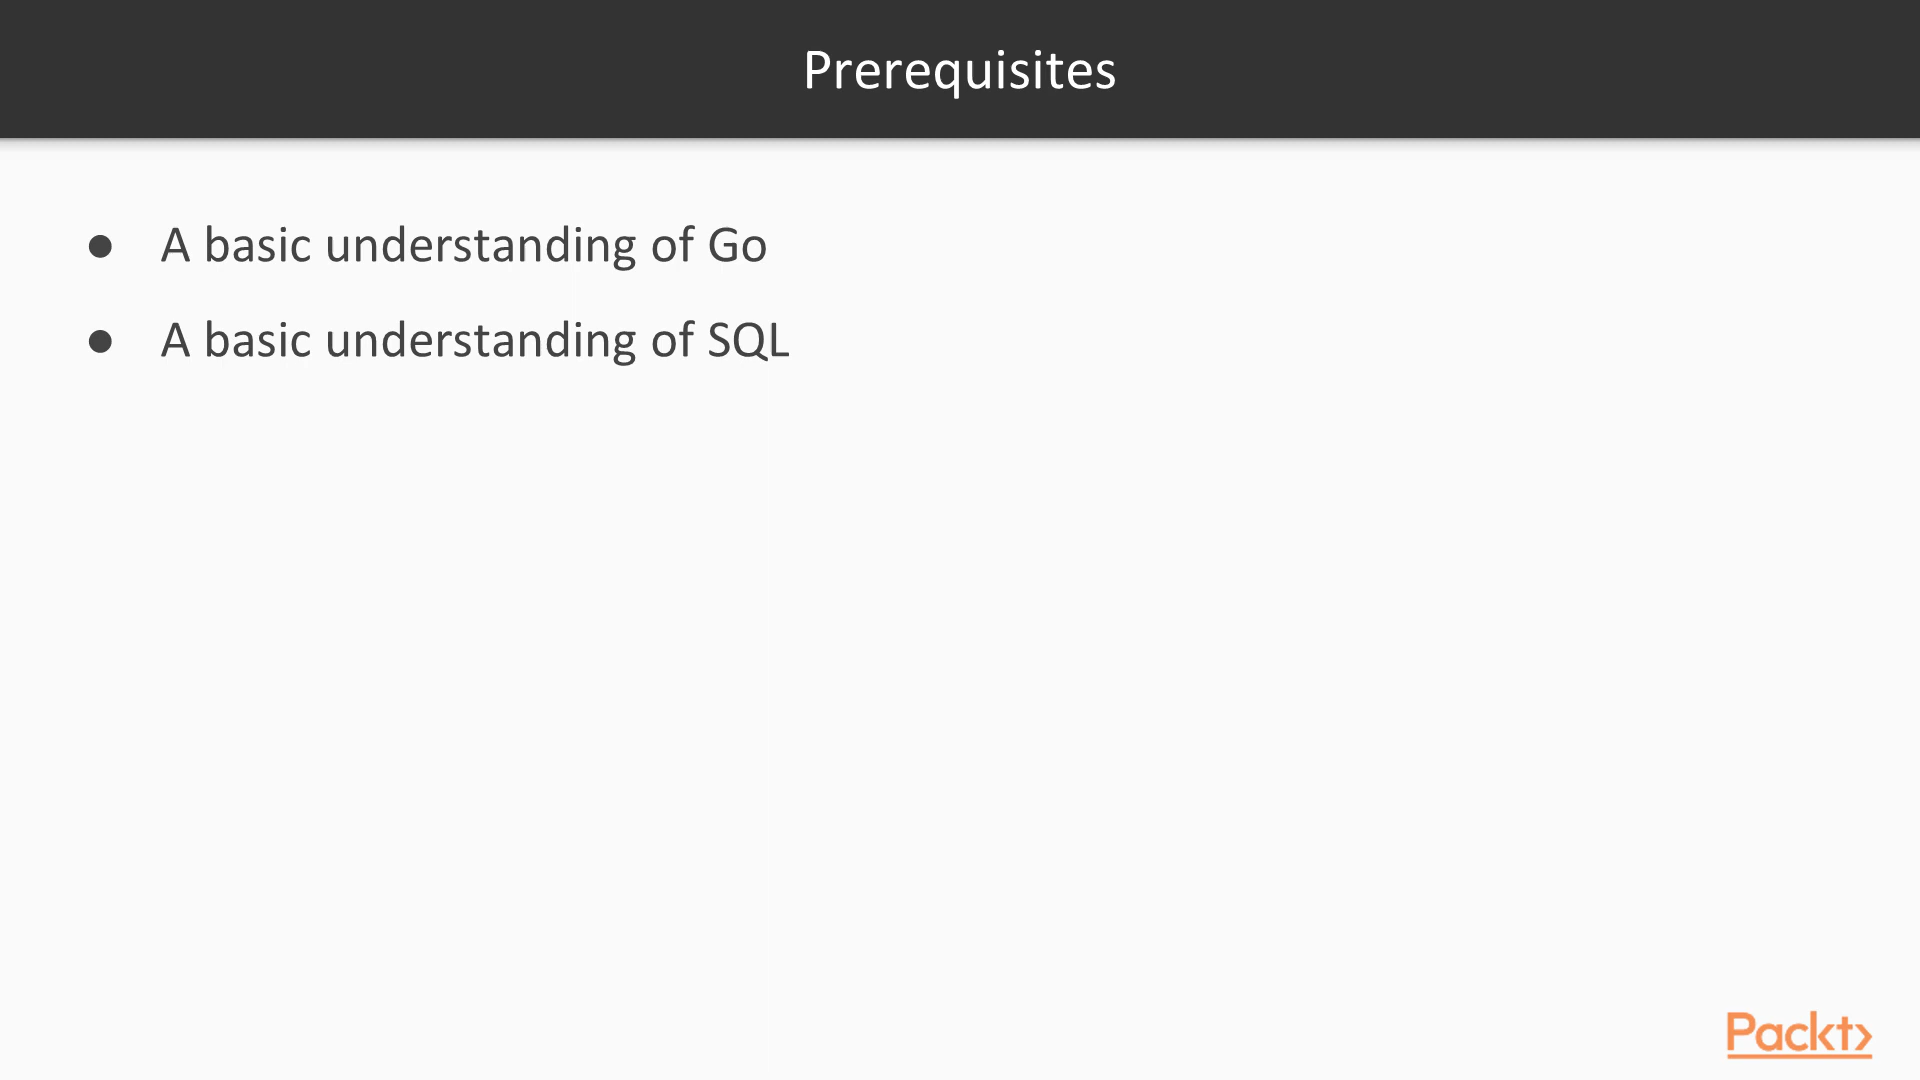 Prerequisites
● A basic understanding of Go
● A basic understanding of SQL
Packt>